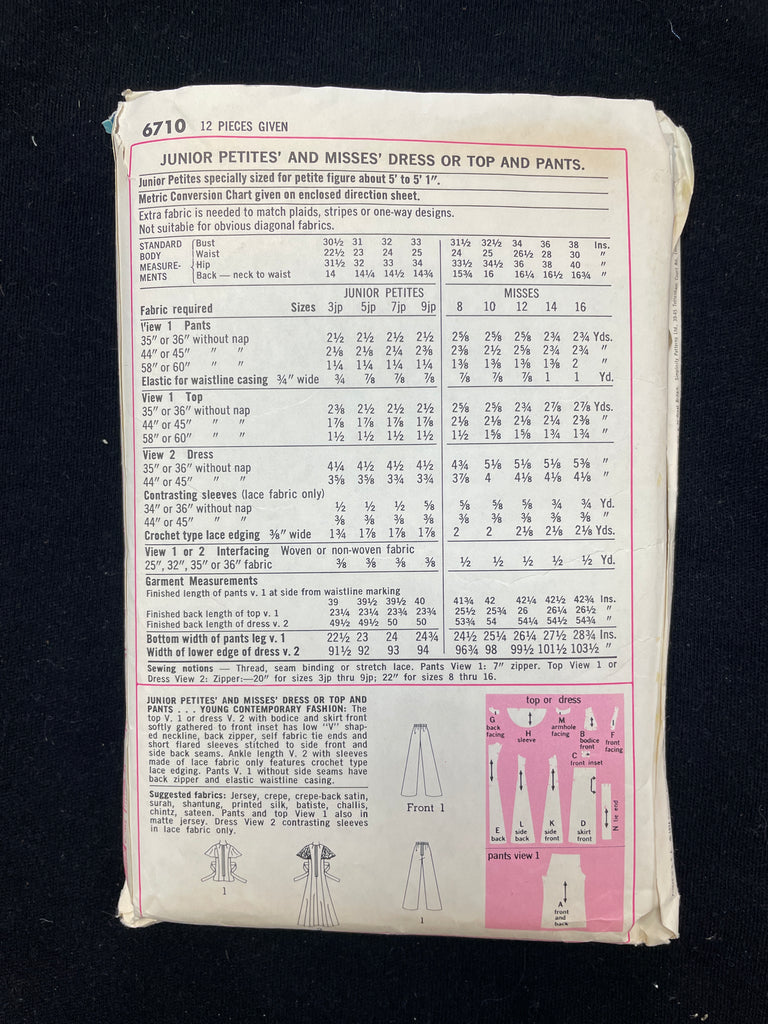 6710 12 PIECES GIVEN
JUNIOR PETITES' AND MISSES' DRESS OR TOP AND PANTS.
Junior Petites specially sized for petite figure about 5' to 5' 1".
Metric Conversion Chart given on enclosed direction sheet.
Extra fabric is needed to match plaids, stripes or one-way designs.
Not suitable for obvious diagonal fabrics.
STANDARD BODY MEASUREMENTS
Bust 30½ 31 32 33 31½ 32½ 34 36 38 Ins.
Waist 22½ 23 24 25 24 25 26½ 28 30 "
Hip 31½ 32 33 34 33½ 34½ 36 38 40 "
Back — neck to waist 14 14¼ 14½ 14¾ 15¾ 16 16¼ 16½ 16¾ "
JUNIOR PETITES MISSES
Fabric required Sizes 3jp 5jp 7jp 9jp 8 10 12 14 16
View 1 Pants
35" or 36" without nap 2½ 2½ 2½ 2½ 2⅝ 2⅝ 2⅝ 2¾ 2¾ Yds.
44" or 45" " " 2⅛ 2⅛ 2¼ 2⅜ 2⅜ 2½ 2⅝ 2¾ 2¾ "
58" or 60" " " 1¼ 1¼ 1¼ 1¼ 1⅜ 1⅜ 1⅜ 1⅜ 2 "
Elastic for waistline casing ¾" wide ¾ ⅞ ⅞ ⅞ ⅞ ⅞ ⅞ 1 1 Yd.
View 1 Top
35" or 36" without nap 2⅜ 2½ 2½ 2½ 2⅝ 2⅝ 2¾ 2⅞ 2⅞ Yds.
44" or 45" " " 1⅞ 1⅞ 1⅞ 1⅞ 2⅛ 2⅛ 2⅛ 2¼ 2⅜ "
58" or 60" " " 1½ 1½ 1½ 1½ 1½ 1⅝ 1⅝ 1¾ 1¾ "
View 2 Dress
35" or 36" without nap 4¼ 4½ 4½ 4½ 4¾ 5⅛ 5⅛ 5⅛ 5⅜ "
44" or 45" " " 3⅝ 3⅝ 3¾ 3¾ 3⅞ 4 4⅛ 4⅛ 4⅛ "
Contrasting sleeves (lace fabric only)
34" or 36" without nap ½ ½ ½ ⅝ ⅝ ⅝ ⅝ ¾ ¾ Yd.
44" or 45" " " ⅜ ⅜ ⅜ ⅜ ⅜ ⅜ ⅜ ⅜ ⅜ "
Crochet type lace edging ⅜" wide 1¾ 1⅞ 1⅞ 1⅞ 2 2 2⅛ 2⅛ 2⅛ Yds.
View 1 or 2 Interfacing Woven or non-woven fabric
25", 32", 35" or 36" fabric ⅜ ⅜ ⅜ ⅜ ½ ½ ½ ½ ½ Yd.
Garment Measurements
Finished length of pants v. 1 at side from waistline marking
39 39½ 39½ 40 41¾ 42 42¼ 42½ 42¾ Ins.
Finished back length of top v. 1 23¼ 23¼ 23¾ 23¾ 25½ 25¾ 26 26¼ 26½ "
Finished back length of dress v. 2 49½ 49½ 50 50 53¾ 54 54¼ 54½ 54¾ "
Bottom width of pants leg v. 1 22½ 23 24 24¾ 24½ 25¼ 26¼ 27½ 28¾ Ins.
Width of lower edge of dress v. 2 91½ 92 93 94 96¾ 98 99½ 101½ 103½ "
Sewing notions — Thread, seam binding or stretch lace. Pants View 1: 7" zipper. Top View 1 or
Dress View 2: Zipper:—20" for sizes 3jp thru 9jp; 22" for sizes 8 thru 16.
JUNIOR PETITES' AND MISSES' DRESS OR TOP AND
PANTS . . . YOUNG CONTEMPORARY FASHION: The
top V. 1 or dress V. 2 with bodice and skirt front
softly gathered to front inset has low "V" shap-
ed neckline, back zipper, self fabric tie ends and
short flared sleeves stitched to side front and
side back seams. Ankle length V. 2 with sleeves
made of lace fabric only features crochet type
lace edging. Pants V. 1 without side seams have
back zipper and elastic waistline casing.
Suggested fabrics: Jersey, crepe, crepe-back satin,
surah, shantung, printed silk, batiste, challis,
chintz, sateen. Pants and top View 1 also in
matte jersey. Dress View 2 contrasting sleeves
in lace fabric only.
1
Front 1
1
top or dress
G back facing
H sleeve
M armhole facing
B bodice front
F front facing
C front inset
E back
L side back
K side front
D skirt front
N tie end
pants view 1
A front and back